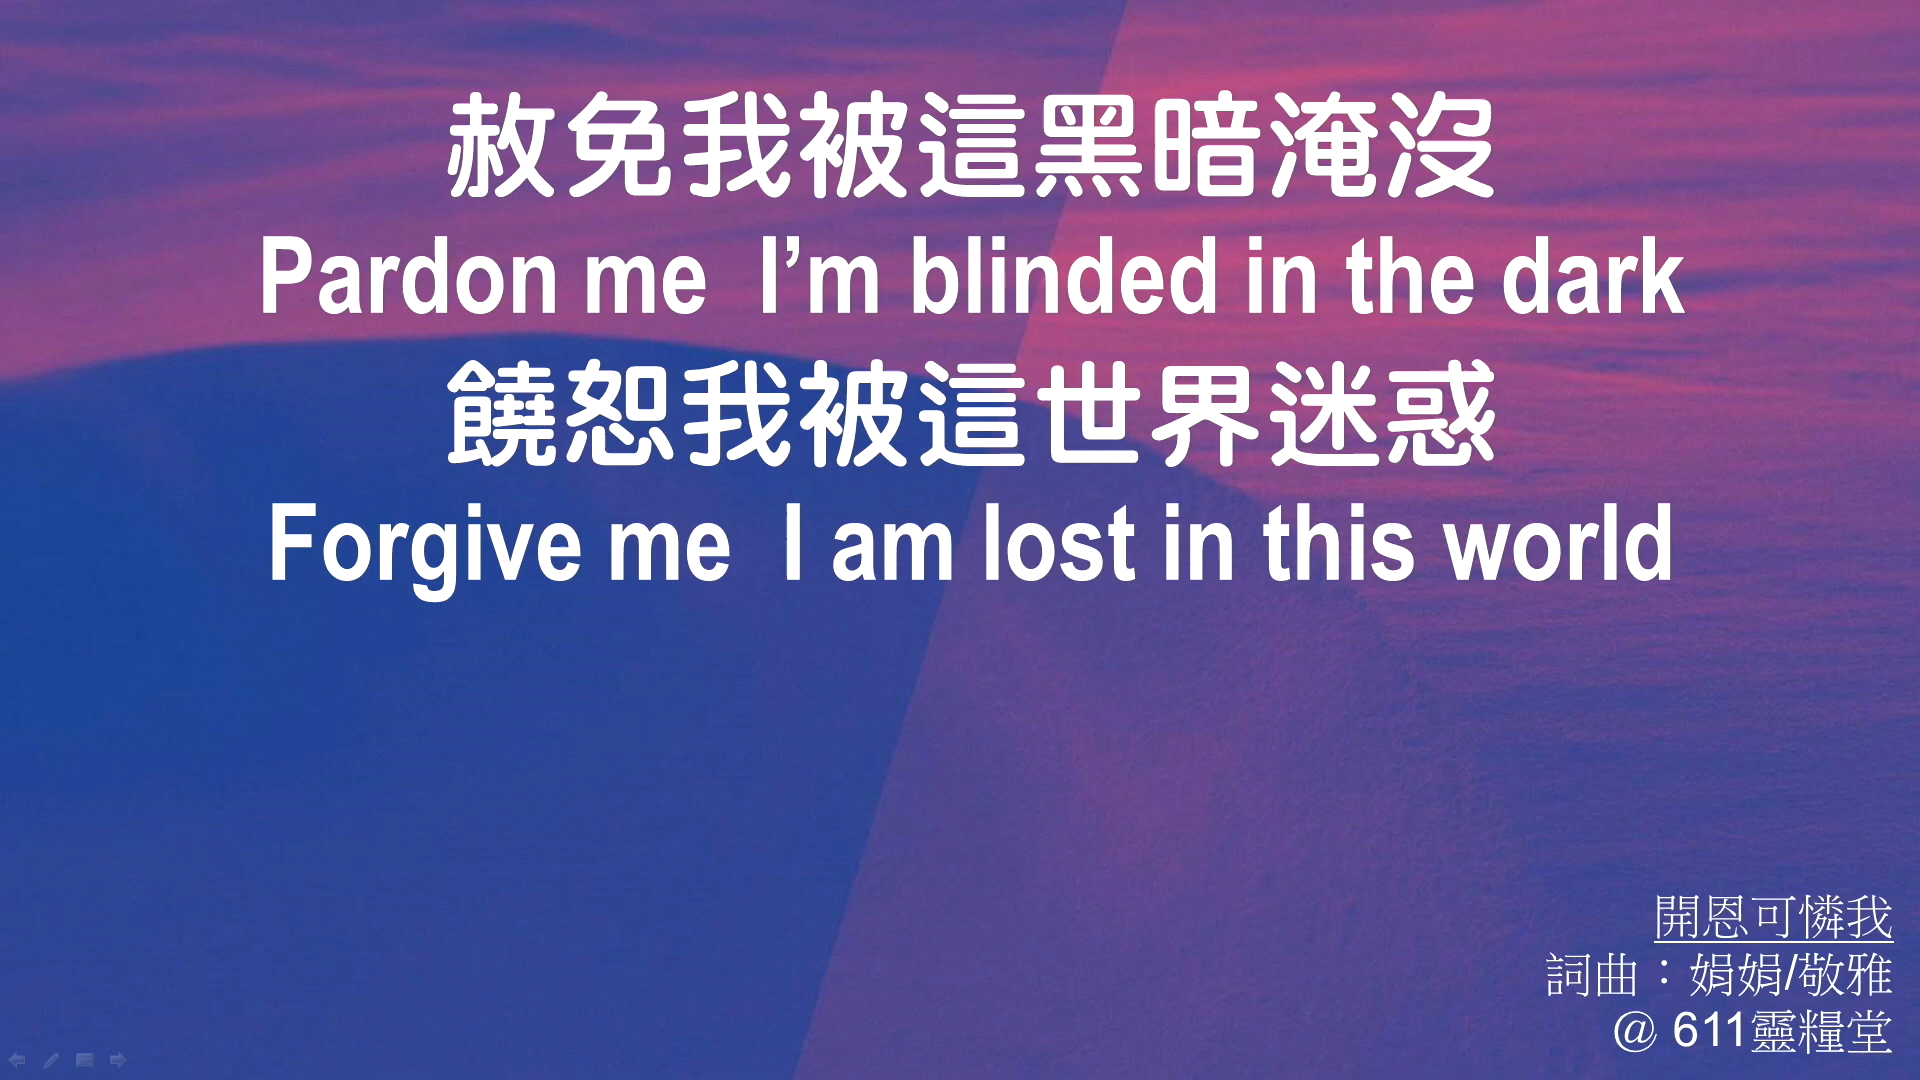 赦免我被這黑暗淹沒
Pardon me  I’m blinded in the dark
饒恕我被這世界迷惑
Forgive me  I am lost in this world
開恩可憐我
詞曲：娟娟/敬雅
@ 611靈糧堂